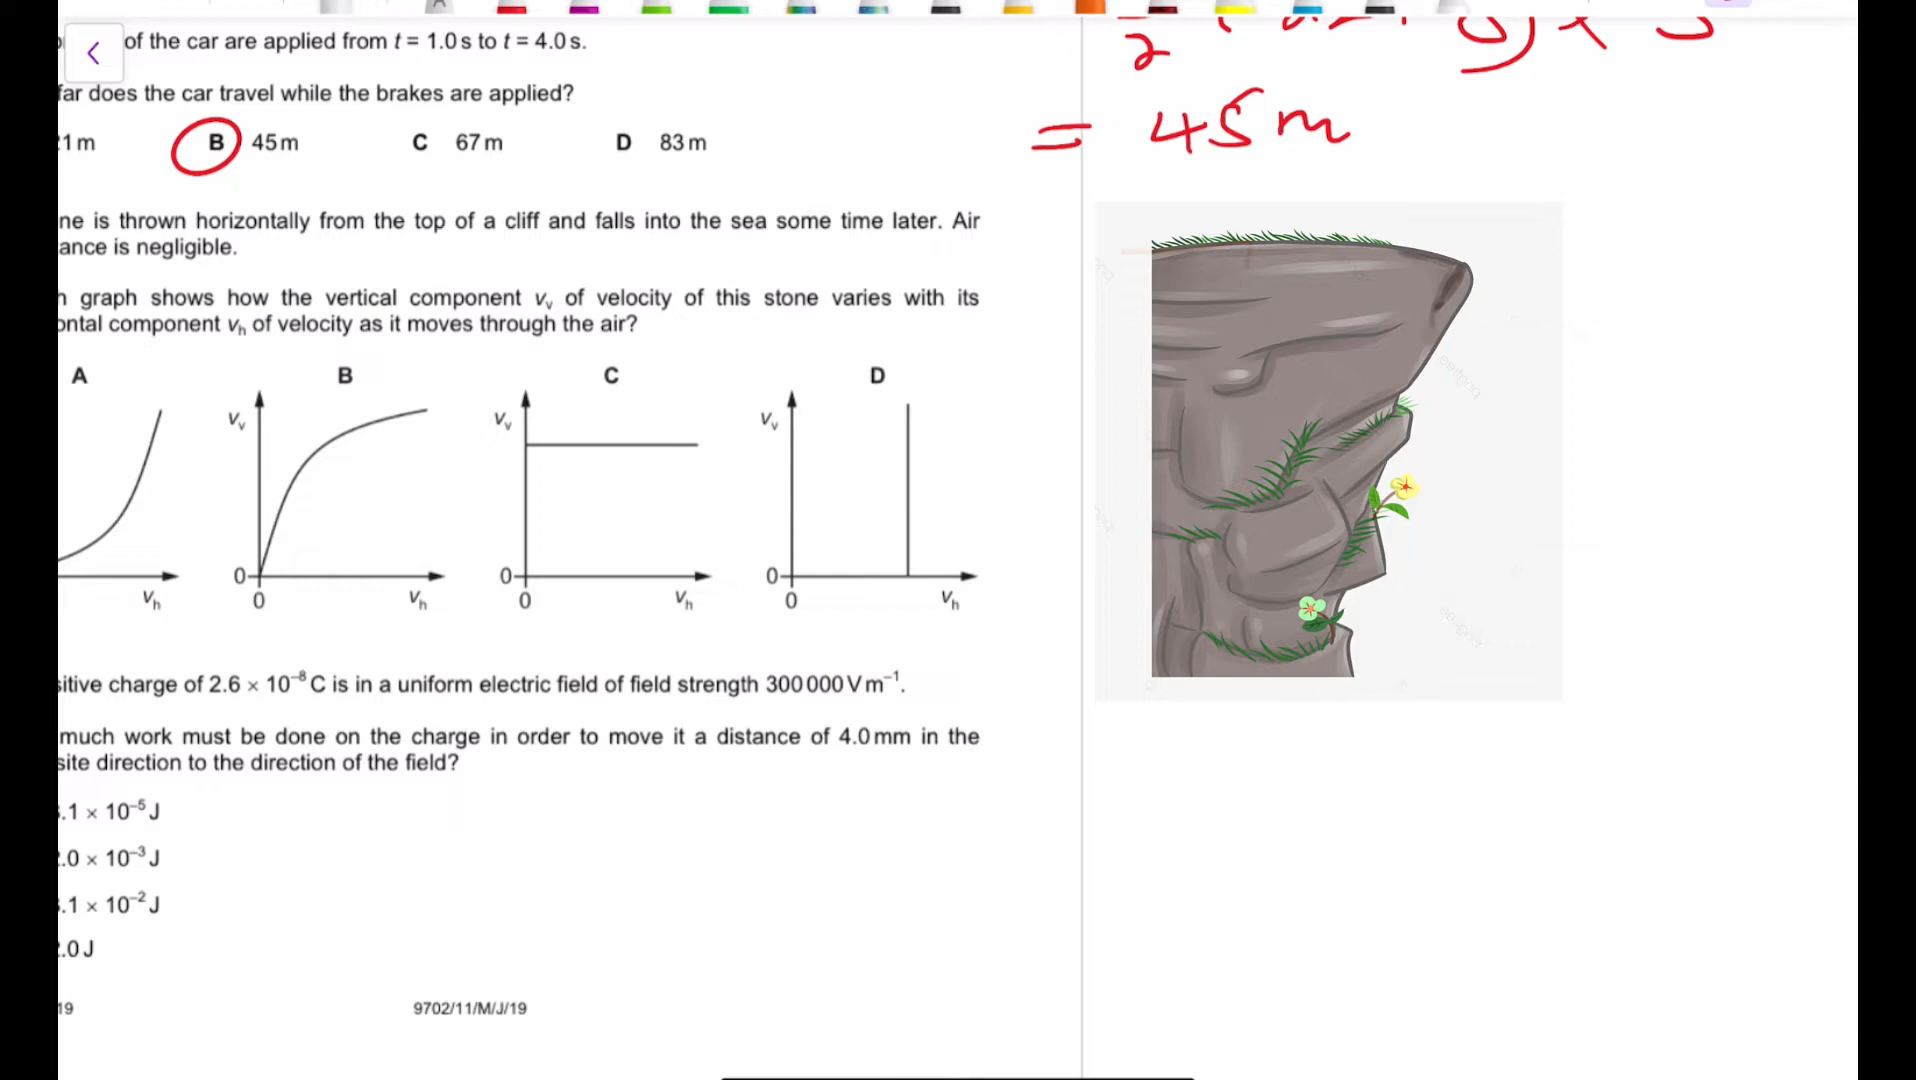 of the car are applied from t = 1.0 s to t = 4.0 s.
far does the car travel while the brakes are applied?
1 m B 45 m C 67 m D 83 m
= 45 m
ne is thrown horizontally from the top of a cliff and falls into the sea some time later. Air
ance is negligible.
graph shows how the vertical component vᵥ of velocity of this stone varies with its
ontal component vₕ of velocity as it moves through the air?
A B C D
vᵥ vᵥ vᵥ
0 0 0
vₕ 0 vₕ 0 vₕ 0 vₕ
sitive charge of 2.6 × 10⁻⁸ C is in a uniform electric field of field strength 300 000 V m⁻¹.
much work must be done on the charge in order to move it a distance of 4.0 mm in the
site direction to the direction of the field?
.1 × 10⁻⁵ J
.0 × 10⁻³ J
.1 × 10⁻² J
.0 J
19 9702/11/M/J/19